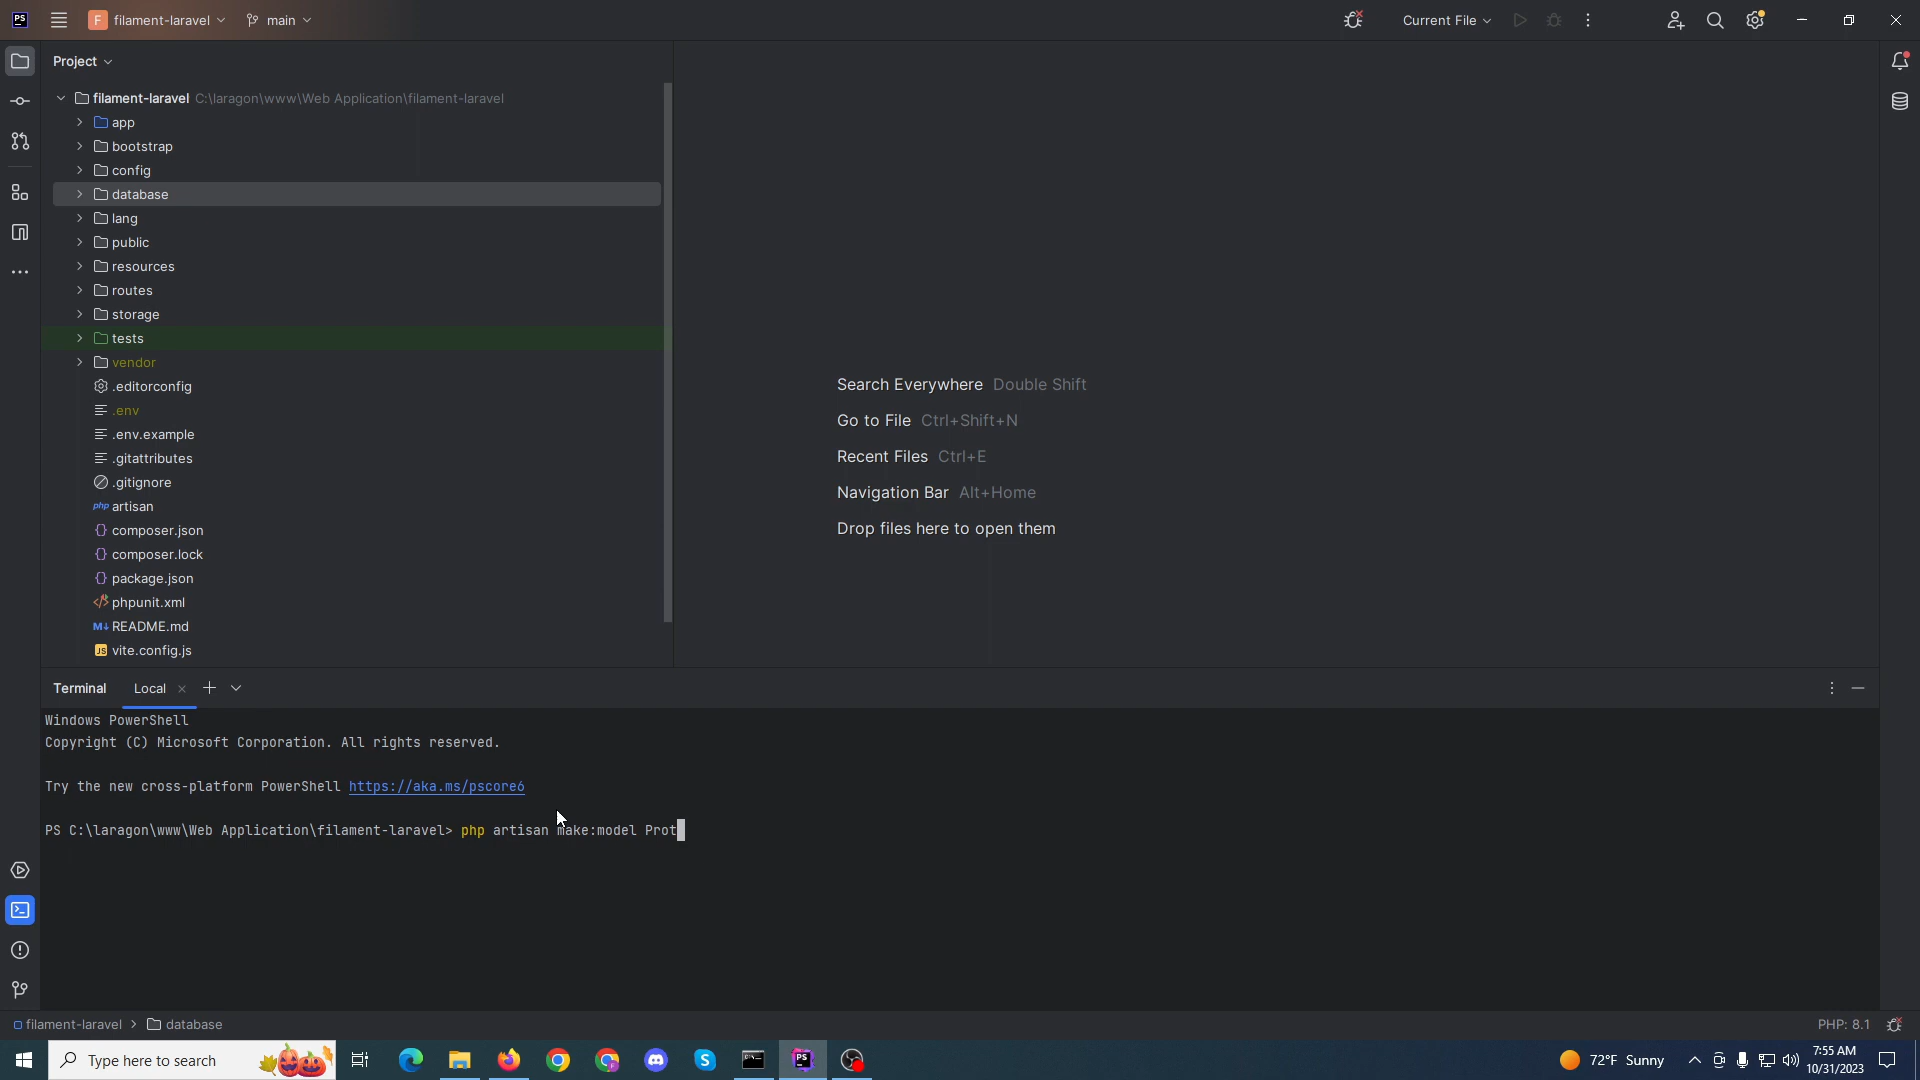 PS
F
filament-laravel
main
Current File
Project
filament-laravel C:\laragon\www\Web Application\filament-laravel
app
bootstrap
config
database
lang
public
resources
routes
storage
tests
vendor
.editorconfig
.env
.env.example
.gitattributes
.gitignore
php artisan
{} composer.json
{} composer.lock
{} package.json
</> phpunit.xml
M↓ README.md
JS vite.config.js
Search Everywhere Double Shift
Go to File Ctrl+Shift+N
Recent Files Ctrl+E
Navigation Bar Alt+Home
Drop files here to open them
Terminal Local
Windows PowerShell
Copyright (C) Microsoft Corporation. All rights reserved.
Try the new cross-platform PowerShell https://aka.ms/pscore6
PS C:\laragon\www\Web Application\filament-laravel> php artisan make:model Prot
filament-laravel > database
PHP: 8.1
Type here to search
PS
72°F Sunny
7:55 AM
10/31/2023